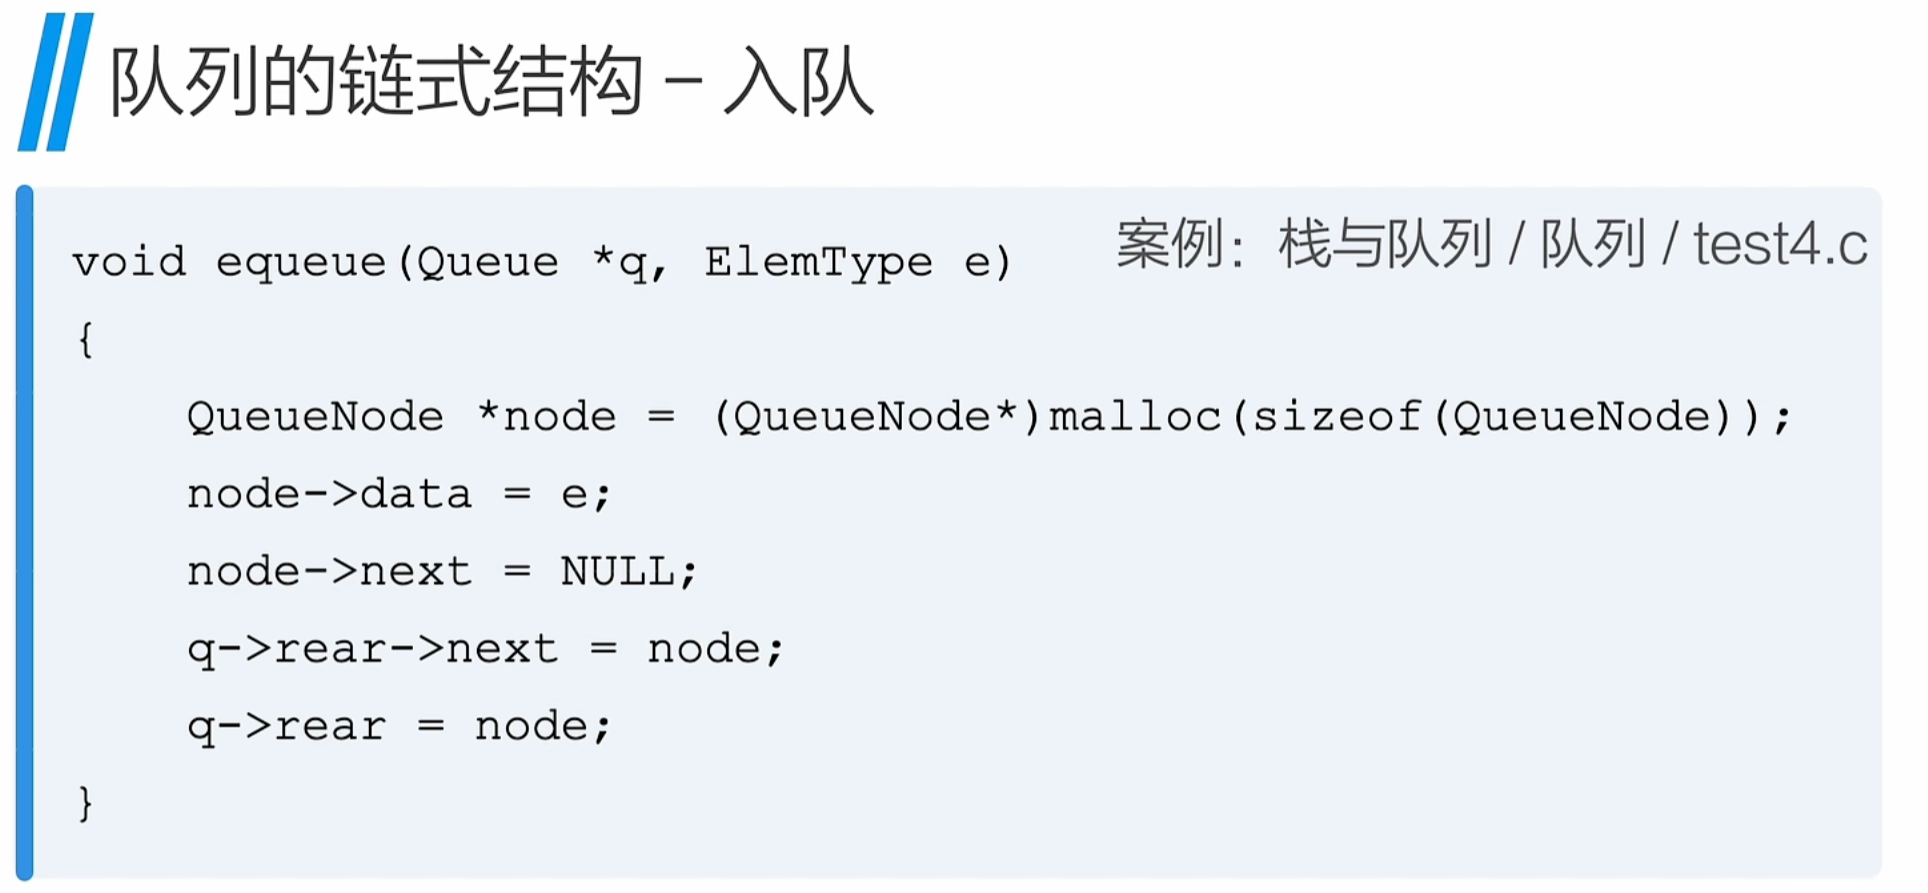 队列的链式结构 – 入队
案例：栈与队列 / 队列 / test4.c
void equeue(Queue *q, ElemType e)
{
    QueueNode *node = (QueueNode*)malloc(sizeof(QueueNode));
    node->data = e;
    node->next = NULL;
    q->rear->next = node;
    q->rear = node;
}